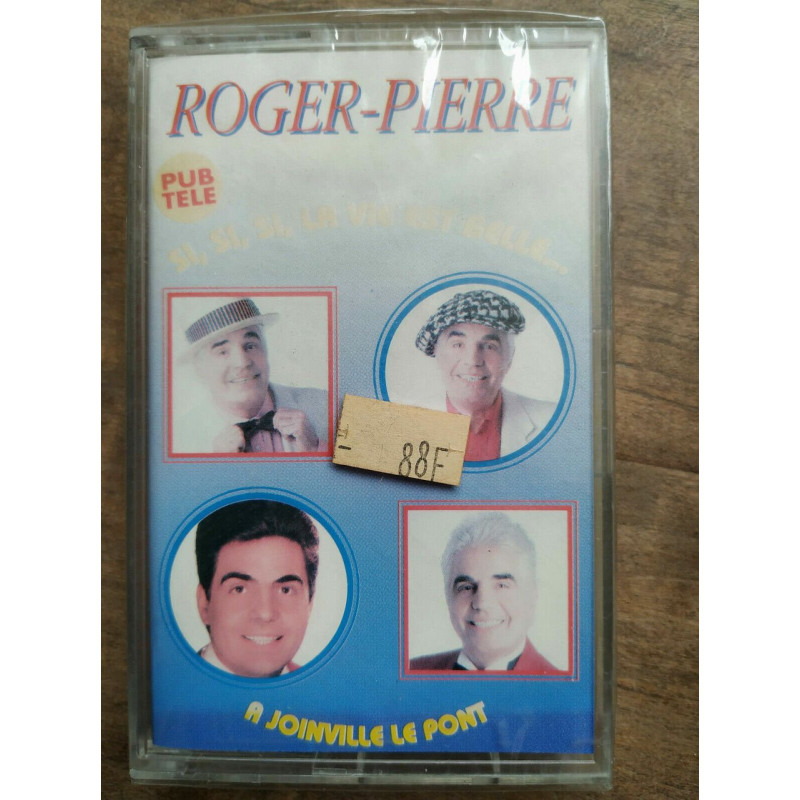 ROGER-PIERRE
PUB
TELE
SI, SI, SI, LA VIE EST BELLE...
- 88F
A JOINVILLE LE PONT